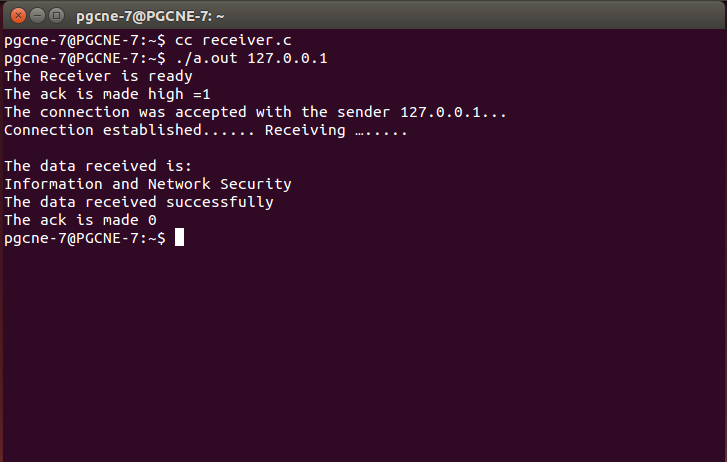 pgcne-7@PGCNE-7: ~
pgcne-7@PGCNE-7:~$ cc receiver.c
pgcne-7@PGCNE-7:~$ ./a.out 127.0.0.1
The Receiver is ready
The ack is made high =1
The connection was accepted with the sender 127.0.0.1...
Connection established...... Receiving ….....
The data received is:
Information and Network Security
The data received successfully
The ack is made 0
pgcne-7@PGCNE-7:~$